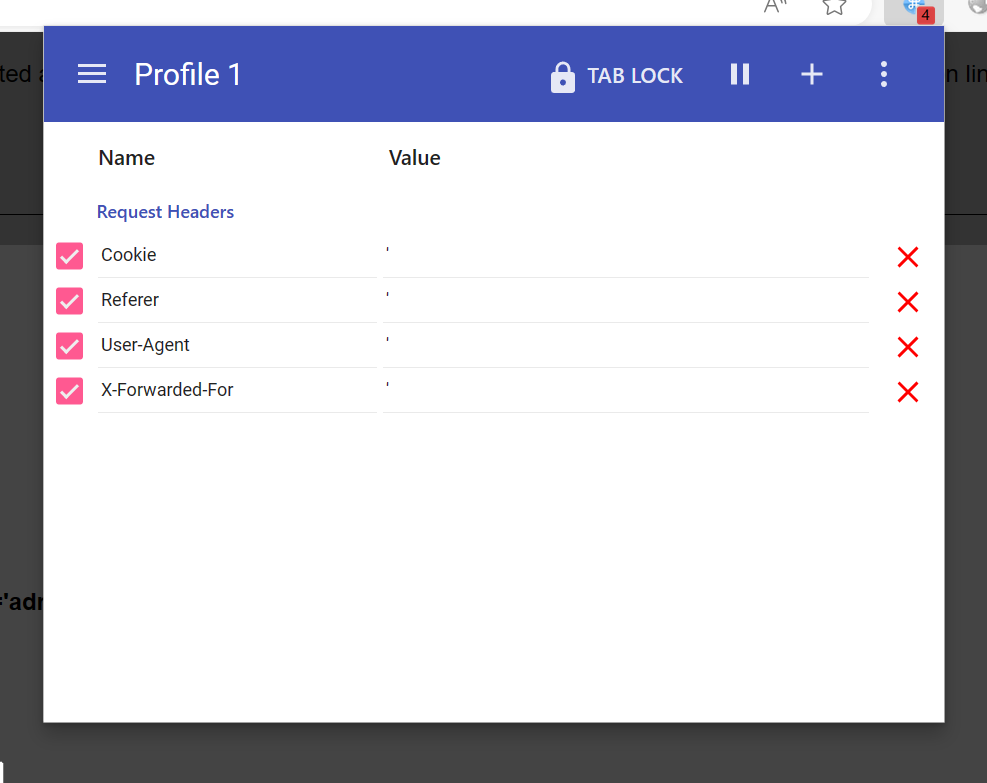 A"
4
ted a
n lin
Profile 1
TAB LOCK
Name Value
Request Headers
Cookie '
Referer '
User-Agent '
X-Forwarded-For '
='adr